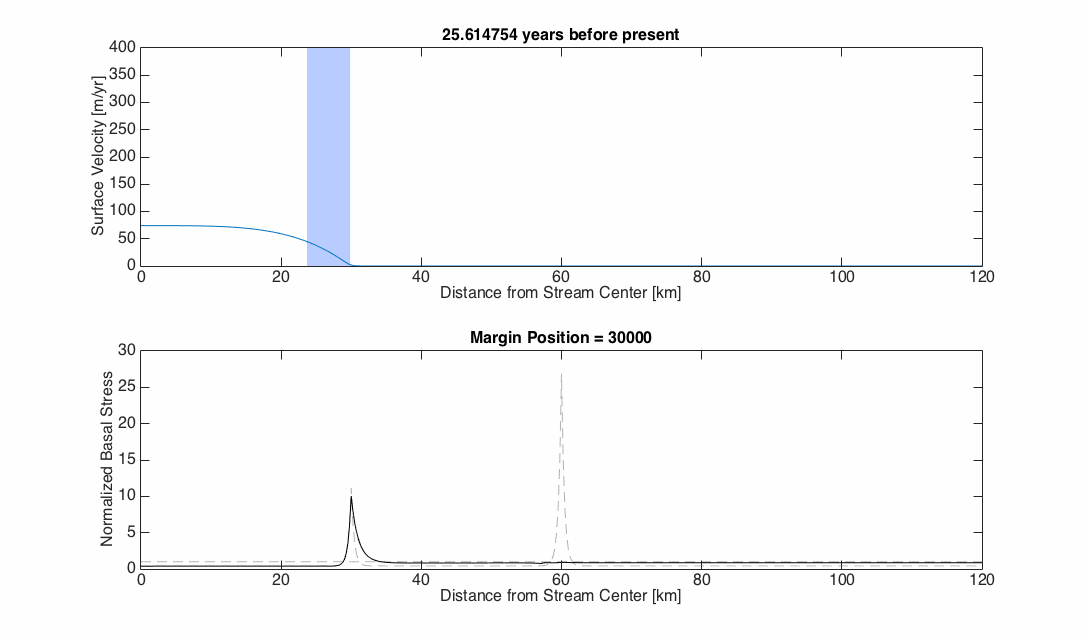 25.614754 years before present
400
350
300
250
200
150
100
50
0
Surface Velocity [m/yr]
0 20 40 60 80 100 120
Distance from Stream Center [km]
Margin Position = 30000
30
25
20
15
10
5
0
Normalized Basal Stress
0 20 40 60 80 100 120
Distance from Stream Center [km]